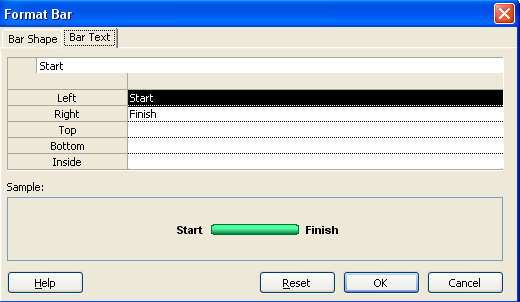 Format Bar
Bar Shape Bar Text
Start
Left Start
Right Finish
Top
Bottom
Inside
Sample:
Start Finish
Help Reset OK Cancel